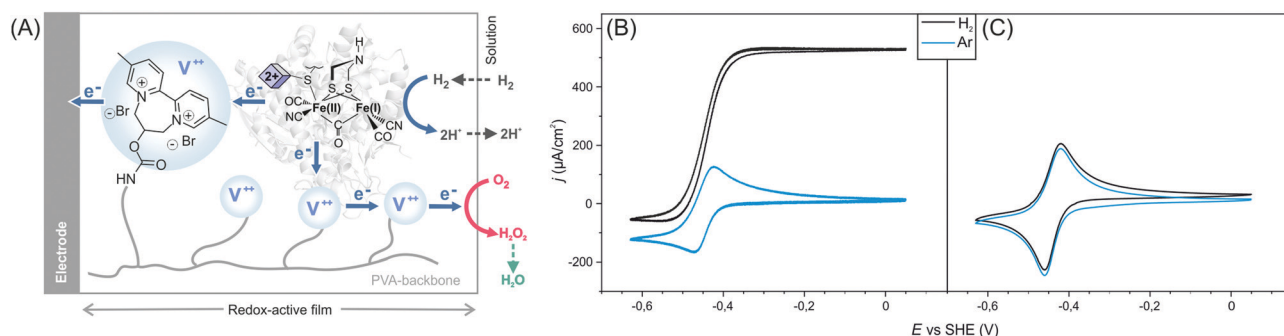 (A)
V⁺⁺
e⁻
N
⊕
N
⊕
⊖ Br
⊖ Br
O
O
HN
2+
S
H
N
S S
OC
NC
Fe(II)
Fe(I)
CN
CO
O
e⁻
e⁻
H₂
2H⁺
H₂
2H⁺
Solution
V⁺⁺
V⁺⁺
e⁻
V⁺⁺
e⁻
O₂
H₂O₂
H₂O
Electrode
PVA-backbone
Redox-active film
(B)
H₂
Ar
(C)
j (µA/cm²)
600
400
200
0
-200
-0,6
-0,4
-0,2
0
-0,6
-0,4
-0,2
0
E vs SHE (V)